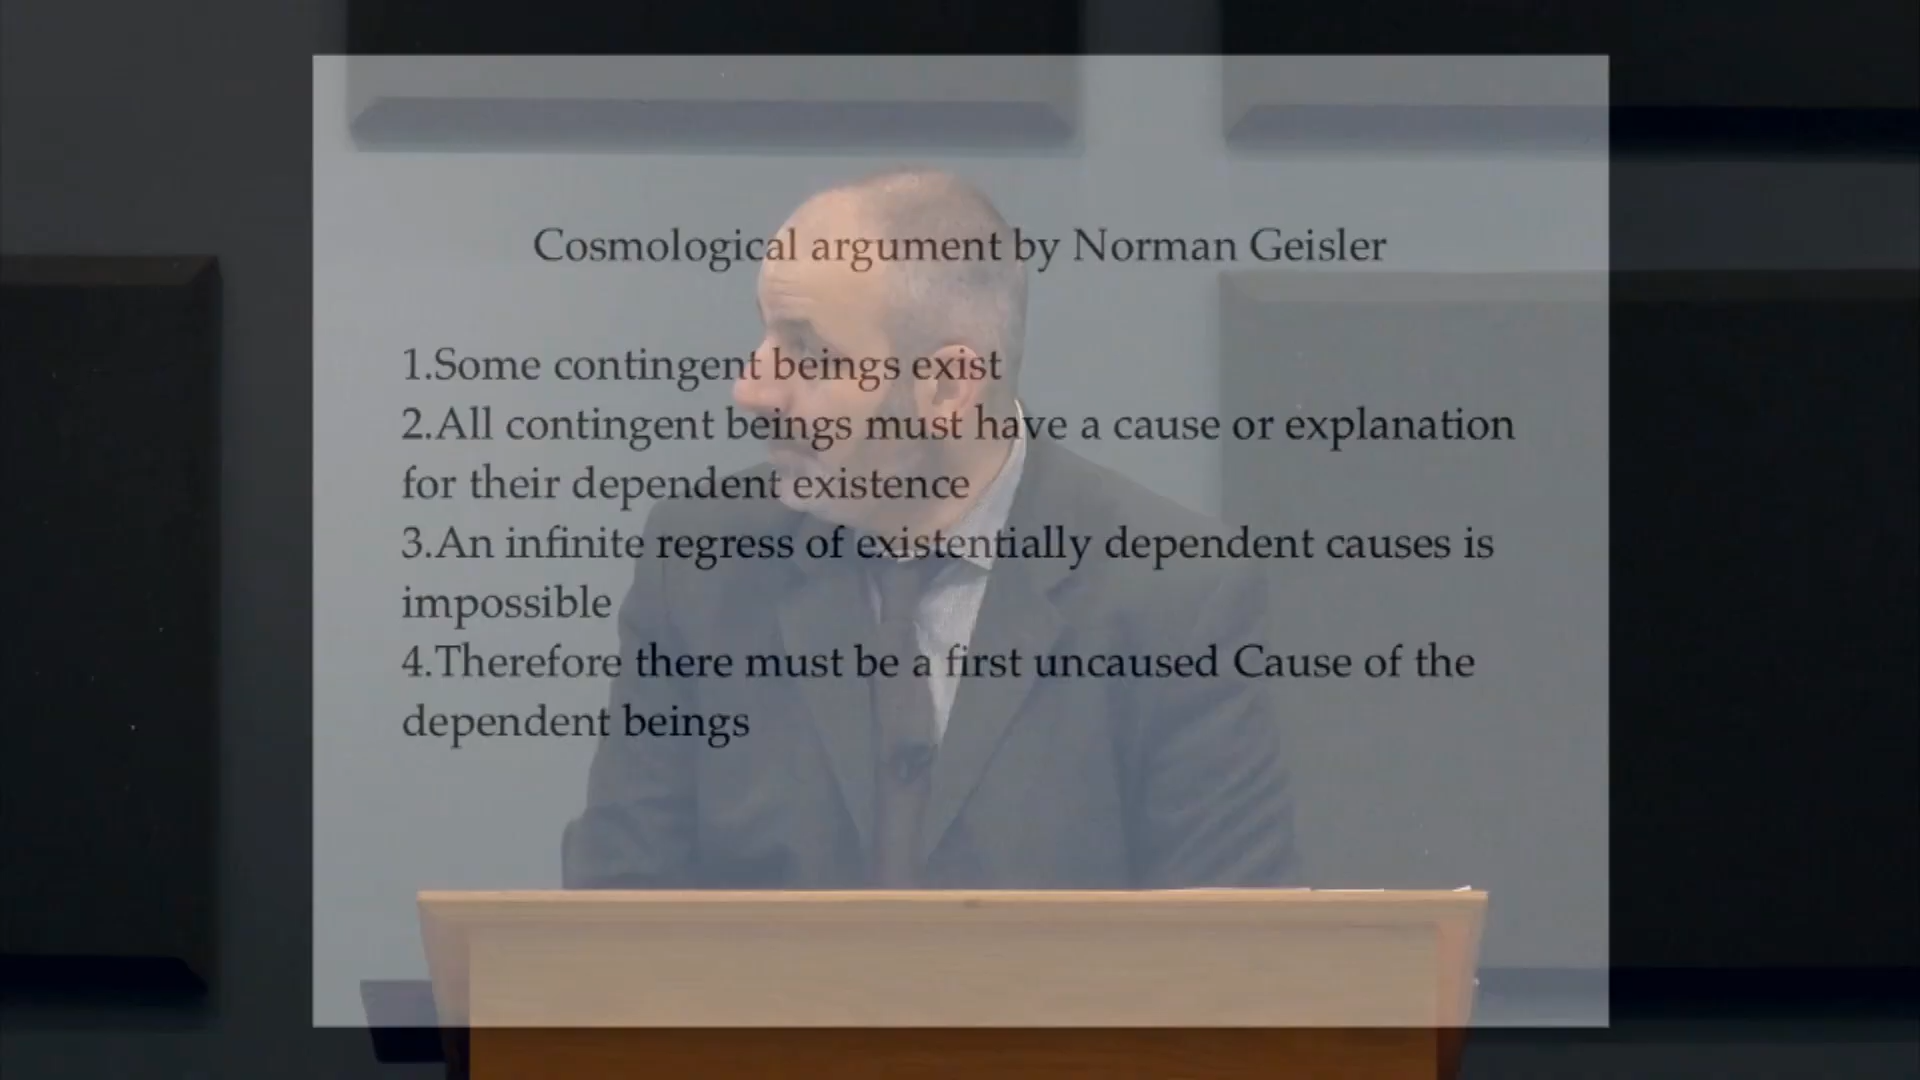 Cosmological argument by Norman Geisler
1.Some contingent beings exist
2.All contingent beings must have a cause or explanation
for their dependent existence
3.An infinite regress of existentially dependent causes is
impossible
4.Therefore there must be a first uncaused Cause of the
dependent beings